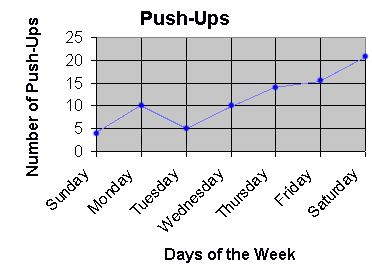 Push-Ups
Number of Push-Ups
25
20
15
10
5
0
Sunday
Monday
Tuesday
Wednesday
Thursday
Friday
Saturday
Days of the Week